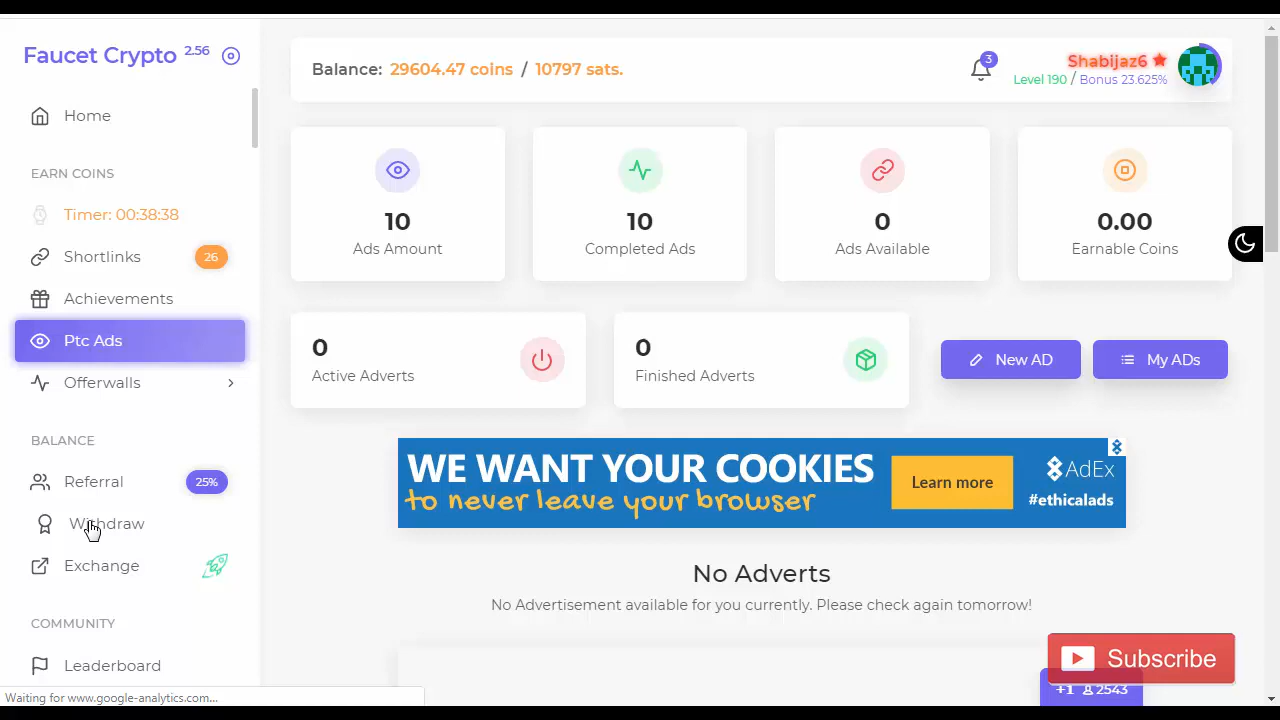 Faucet Crypto 2.56
Home
EARN COINS
Timer: 00:38:38
Shortlinks 26
Achievements
Ptc Ads
Offerwalls
BALANCE
Referral 25%
Withdraw
Exchange
COMMUNITY
Leaderboard
Waiting for www.google-analytics.com...
Balance: 29604.47 coins / 10797 sats.
3
Shabijaz6
Level 190 / Bonus 23.625%
10
Ads Amount
10
Completed Ads
0
Ads Available
0.00
Earnable Coins
0
Active Adverts
0
Finished Adverts
New AD
My ADs
WE WANT YOUR COOKIES
to never leave your browser
Learn more
AdEx
#ethicalads
No Adverts
No Advertisement available for you currently. Please check again tomorrow!
Subscribe
+1 2543